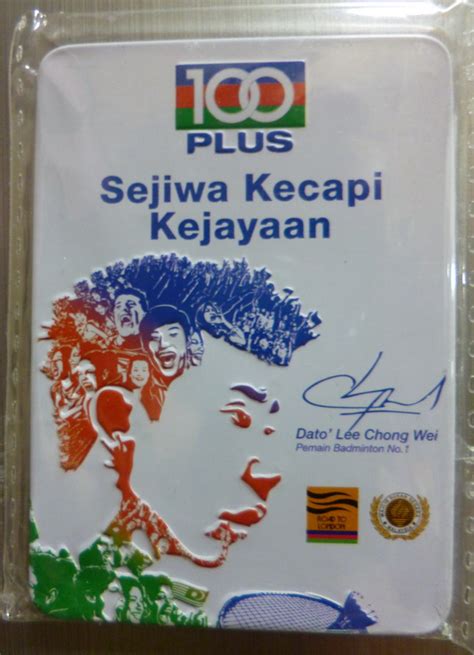 100
PLUS
Sejiwa Kecapi
Kejayaan
Dato' Lee Chong Wei
Pemain Badminton No.1
ROAD TO
LONDON